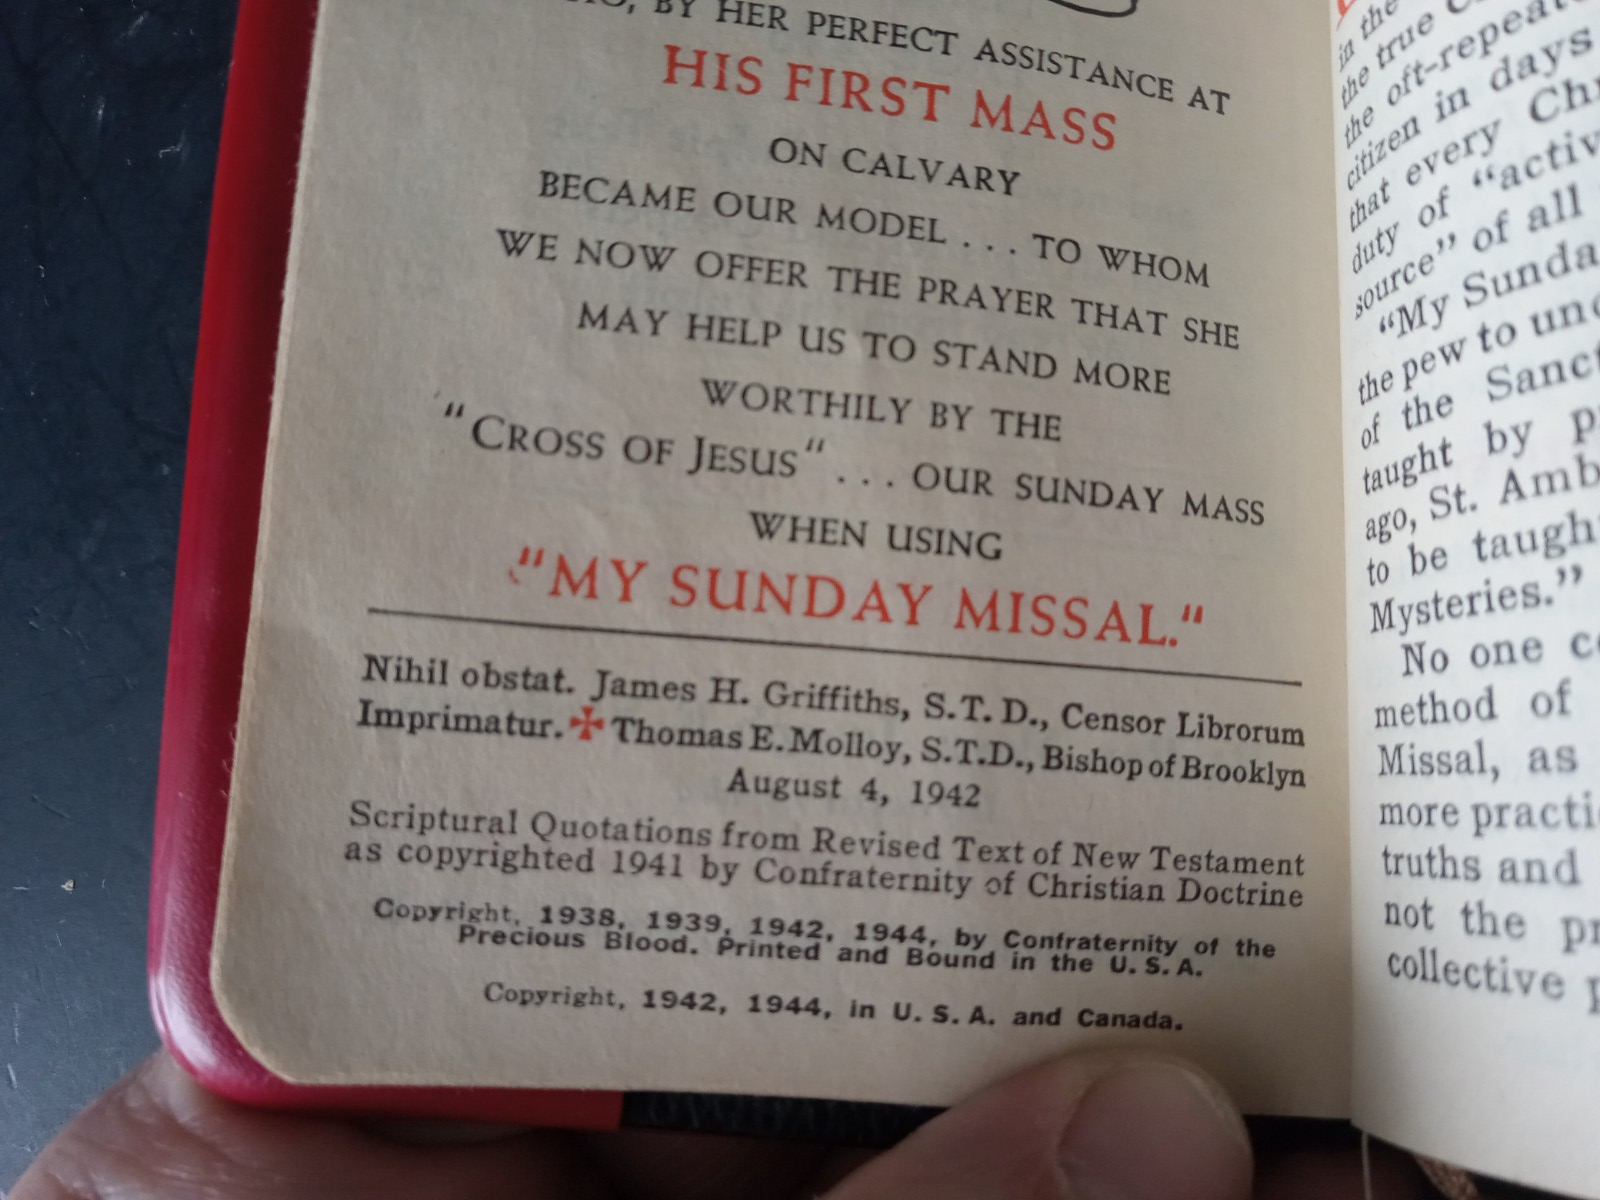 BY HER PERFECT ASSISTANCE AT
HIS FIRST MASS
ON CALVARY
BECAME OUR MODEL . . . TO WHOM
WE NOW OFFER THE PRAYER THAT SHE
MAY HELP US TO STAND MORE
WORTHILY BY THE
"CROSS OF JESUS" . . . OUR SUNDAY MASS
WHEN USING
"MY SUNDAY MISSAL."
Nihil obstat. James H. Griffiths, S.T.D., Censor Librorum
Imprimatur. ✠ Thomas E. Molloy, S.T.D., Bishop of Brooklyn
August 4, 1942
Scriptural Quotations from Revised Text of New Testament
as copyrighted 1941 by Confraternity of Christian Doctrine
Copyright, 1938, 1939, 1942, 1944, by Confraternity of the
Precious Blood. Printed and Bound in the U. S. A.
Copyright, 1942, 1944, in U. S. A. and Canada.
in the
the true
the oft-repeate
citizen in days
that every Chr
duty of "activ
source" of all
"My Sunda
the pew to und
of the Sanct
taught by p
ago, St. Amb
to be taugh
Mysteries."
No one c
method of
Missal, as
more practi
truths and
not the pr
collective p